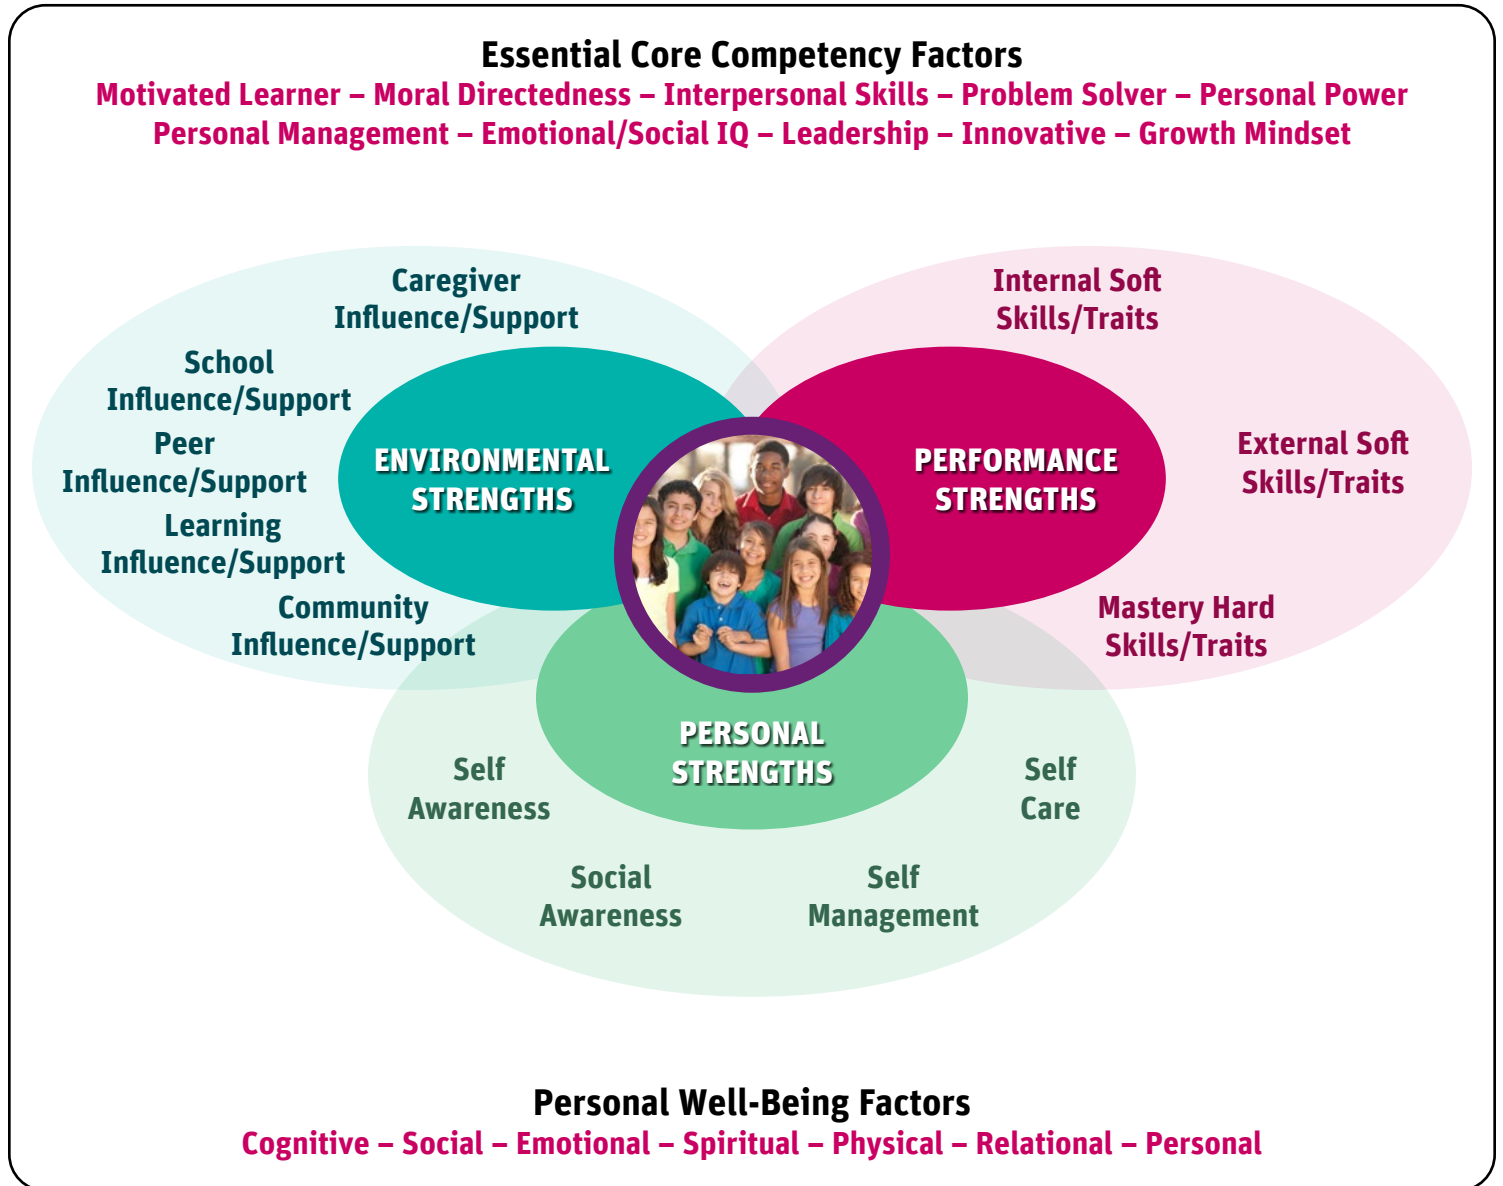 Essential Core Competency Factors
Motivated Learner – Moral Directedness – Interpersonal Skills – Problem Solver – Personal Power
Personal Management – Emotional/Social IQ – Leadership – Innovative – Growth Mindset
Caregiver
Influence/Support
School
Influence/Support
Peer
Influence/Support
Learning
Influence/Support
Community
Influence/Support
ENVIRONMENTAL
STRENGTHS
Internal Soft
Skills/Traits
External Soft
Skills/Traits
Mastery Hard
Skills/Traits
PERFORMANCE
STRENGTHS
PERSONAL
STRENGTHS
Self
Awareness
Social
Awareness
Self
Management
Self
Care
Personal Well-Being Factors
Cognitive – Social – Emotional – Spiritual – Physical – Relational – Personal